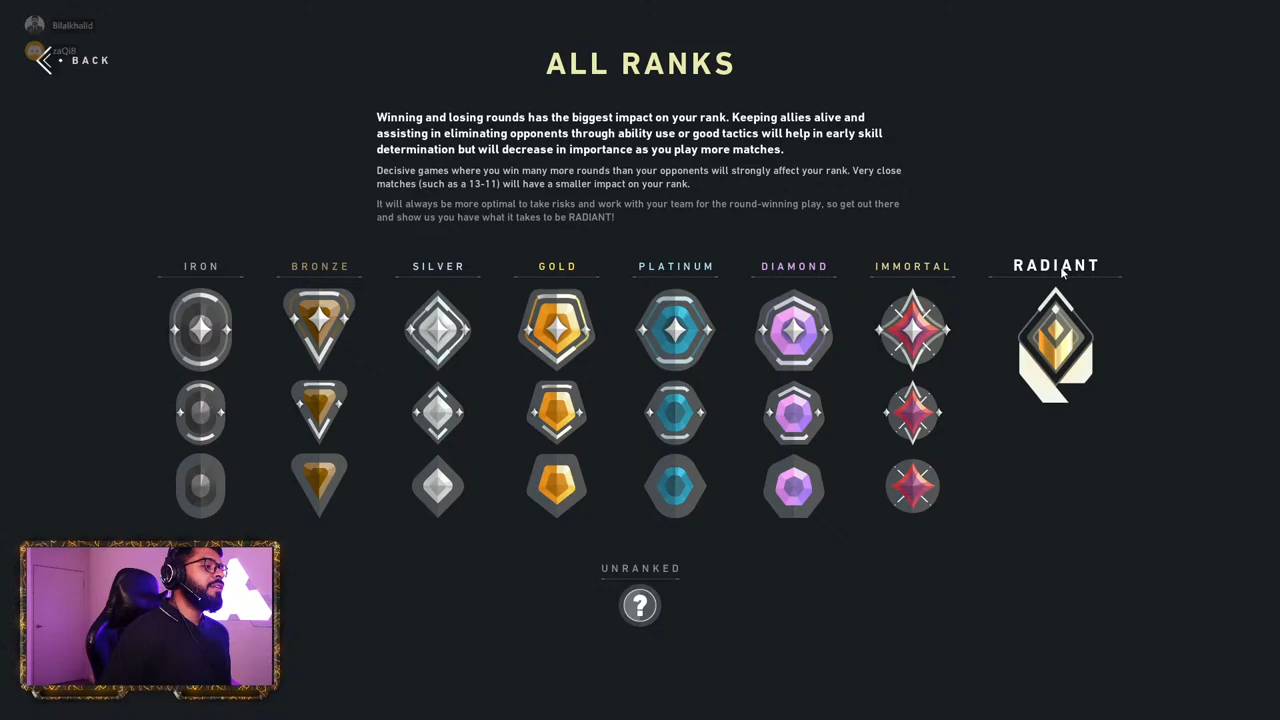 Bilalkhalid
zaQi8
BACK
ALL RANKS
Winning and losing rounds has the biggest impact on your rank. Keeping allies alive and
assisting in eliminating opponents through ability use or good tactics will help in early skill
determination but will decrease in importance as you play more matches.
Decisive games where you win many more rounds than your opponents will strongly affect your rank. Very close
matches (such as a 13-11) will have a smaller impact on your rank.
It will always be more optimal to take risks and work with your team for the round-winning play, so get out there
and show us you have what it takes to be RADIANT!
IRON BRONZE SILVER GOLD PLATINUM DIAMOND IMMORTAL RADIANT
UNRANKED
?